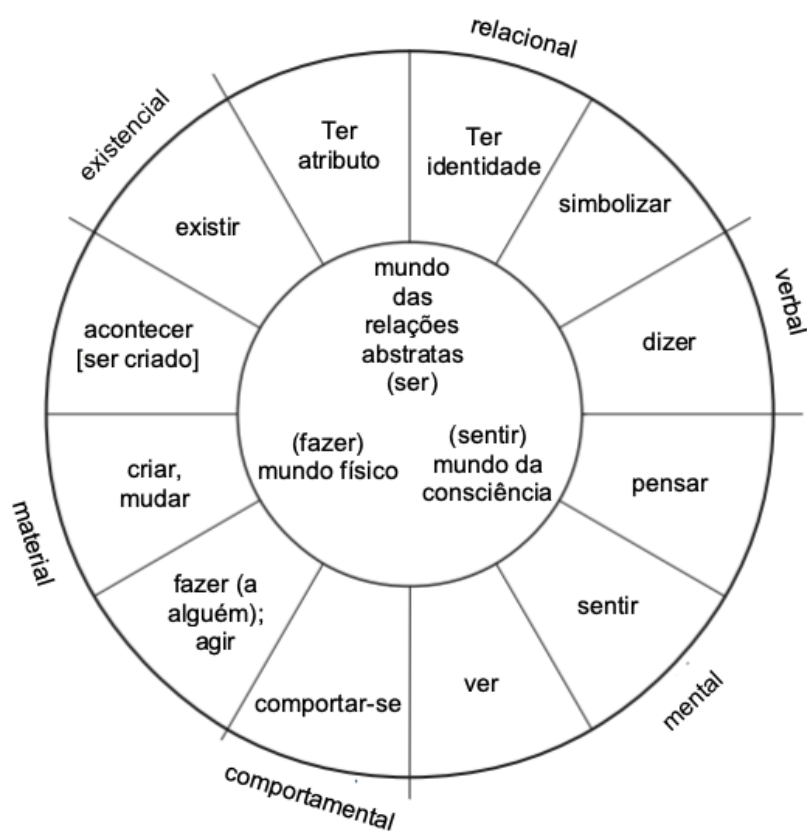 relacional
existencial
Ter
atributo
Ter
identidade
simbolizar
existir
verbal
mundo
das
relações
abstratas
(ser)
acontecer
[ser criado]
dizer
(fazer)
mundo físico
(sentir)
mundo da
consciência
criar,
mudar
pensar
material
fazer (a
alguém);
agir
sentir
comportar-se
ver
mental
comportamental